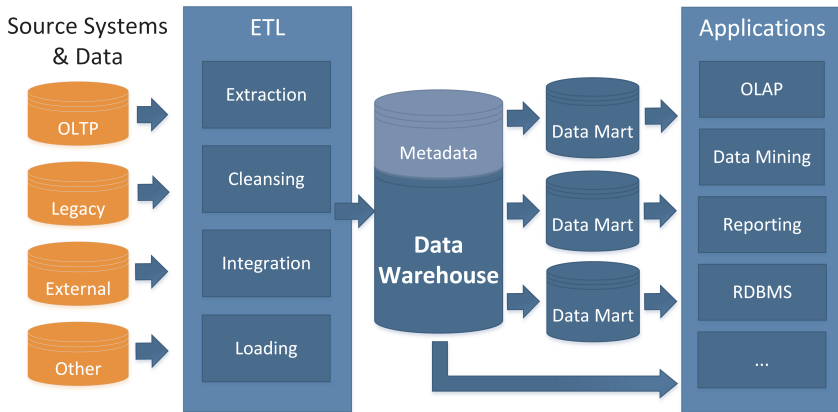 Source Systems
& Data
OLTP
Legacy
External
Other
ETL
Extraction
Cleansing
Integration
Loading
Metadata
Data
Warehouse
Data Mart
Data Mart
Data Mart
Applications
OLAP
Data Mining
Reporting
RDBMS
...